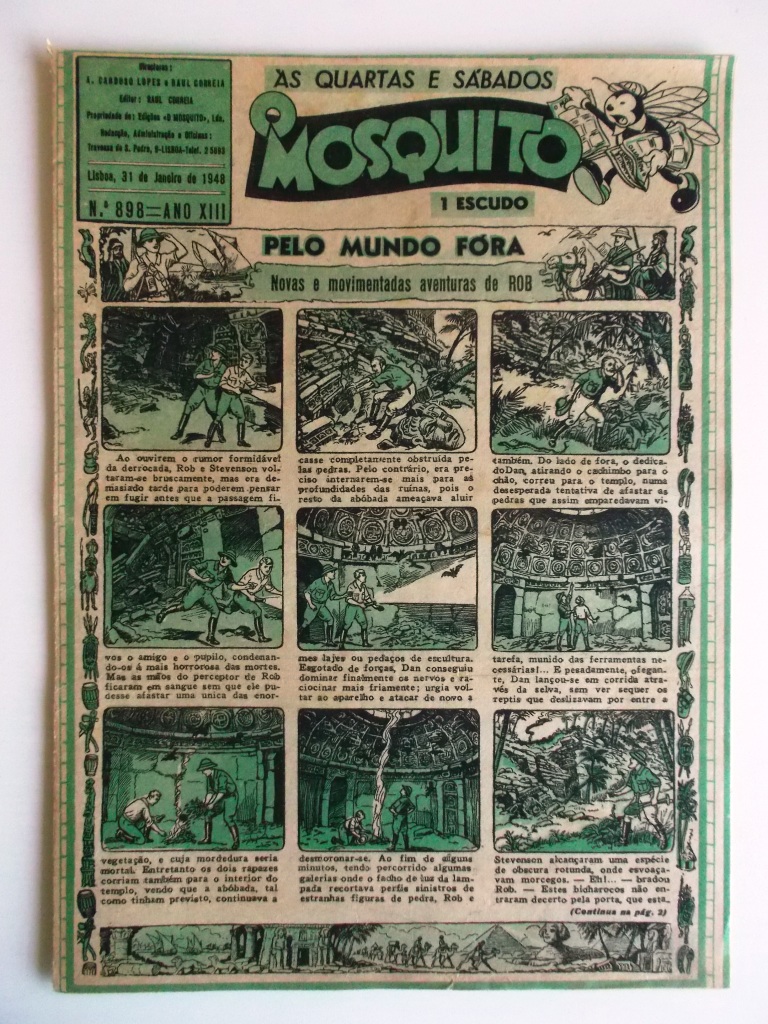 Directores:
A. CARDOSO LOPES e RAUL CORREIA
Editor: RAUL CORREIA
Propriedade de: Edições «O MOSQUITO», Lda.
Redacção, Administração e Oficinas:
Travessa de S. Pedro, 9-LISBOA-Telef. 2 5693
Lisboa, 31 de Janeiro de 1948
N.º 898=ANO XIII
ÀS QUARTAS E SÁBADOS
O MOSQUITO
1 ESCUDO
PELO MUNDO FÓRA
Novas e movimentadas aventuras de ROB
Ao ouvirem o rumor formidável
da derrocada, Rob e Stevenson vol-
taram-se bruscamente, mas era de-
masiado tarde para poderem pensar
em fugir antes que a passagem fi-
casse completamente obstruída pe-
las pedras. Pelo contrário, era pre-
ciso internarem-se mais para as
profundidades das ruínas, pois o
resto da abóbada ameaçava aluir
também. Do lado de fora, o dedica-
do Dan, atirando o cachimbo para o
chão, correu para o templo, numa
desesperada tentativa de afastar as
pedras que assim emparedavam vi-
vos o amigo e o pupilo, condenan-
do-os á mais horrorosa das mortes.
Mas as mãos do perceptor de Rob
ficaram em sangue sem que ele pu-
desse afastar uma única das enor-
mes lajes ou pedaços de escultura.
Esgotado de forças, Dan conseguiu
dominar finalmente os nervos e ra-
ciocinar mais friamente; urgia vol-
tar ao aparelho e atacar de novo a
tarefa, munido das ferramentas ne-
cessárias!... E pesadamente, ofegan-
te, Dan lançou-se em corrida atra-
vés da selva, sem ver sequer os
reptis que deslizavam por entre a
vegetação, e cuja mordedura seria
mortal. Entretanto os dois rapazes
corriam também para o interior do
templo, vendo que a abóbada, tal
como tinham previsto, continuava a
desmoronar-se. Ao fim de alguns
minutos, tendo percorrido algumas
galerias onde o facho de luz da lam-
pada recortava perfis sinistros de
estranhas figuras de pedra, Rob e
Stevenson alcançaram uma espécie
de obscura rotunda, onde esvoaça-
vam morcegos. — Eh!... — bradou
Rob. — Estes bicharocos não en-
traram decerto pela porta, que esta.
(Continua na pág. 2)